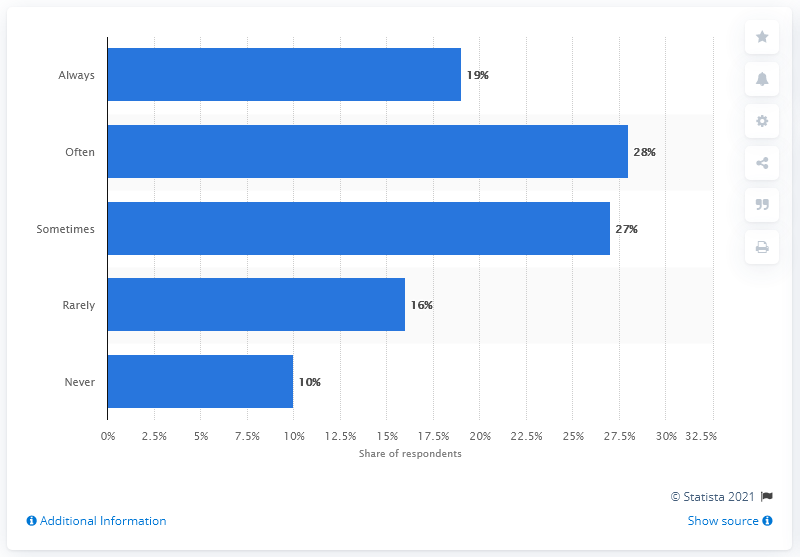 Always 19%
Often 28%
Sometimes 27%
Rarely 16%
Never 10%
0% 2.5% 5% 7.5% 10% 12.5% 15% 17.5% 20% 22.5% 25% 27.5% 30% 32.5%
Share of respondents
© Statista 2021
Additional Information Show source